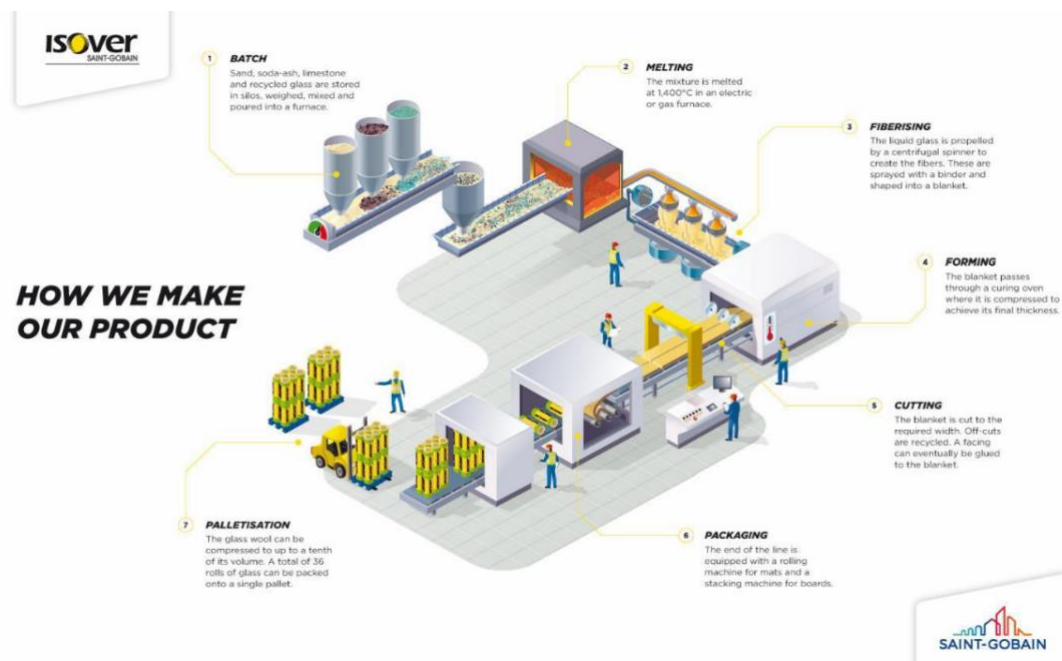 ISOVER
SAINT-GOBAIN
1
BATCH
Sand, soda-ash, limestone
and recycled glass are stored
in silos, weighed, mixed and
poured into a furnace.
2
MELTING
The mixture is melted
at 1,400°C in an electric
or gas furnace.
3
FIBERISING
The liquid glass is propelled
by a centrifugal spinner to
create the fibers. These are
sprayed with a binder and
shaped into a blanket.
4
FORMING
The blanket passes
through a curing oven
where it is compressed to
achieve its final thickness.
HOW WE MAKE
OUR PRODUCT
5
CUTTING
The blanket is cut to the
required width. Off-cuts
are recycled. A facing
can eventually be glued
to the blanket.
6
PACKAGING
The end of the line is
equipped with a rolling
machine for mats and a
stacking machine for boards.
7
PALLETISATION
The glass wool can be
compressed to up to a tenth
of its volume. A total of 36
rolls of glass can be packed
onto a single pallet.
SAINT-GOBAIN